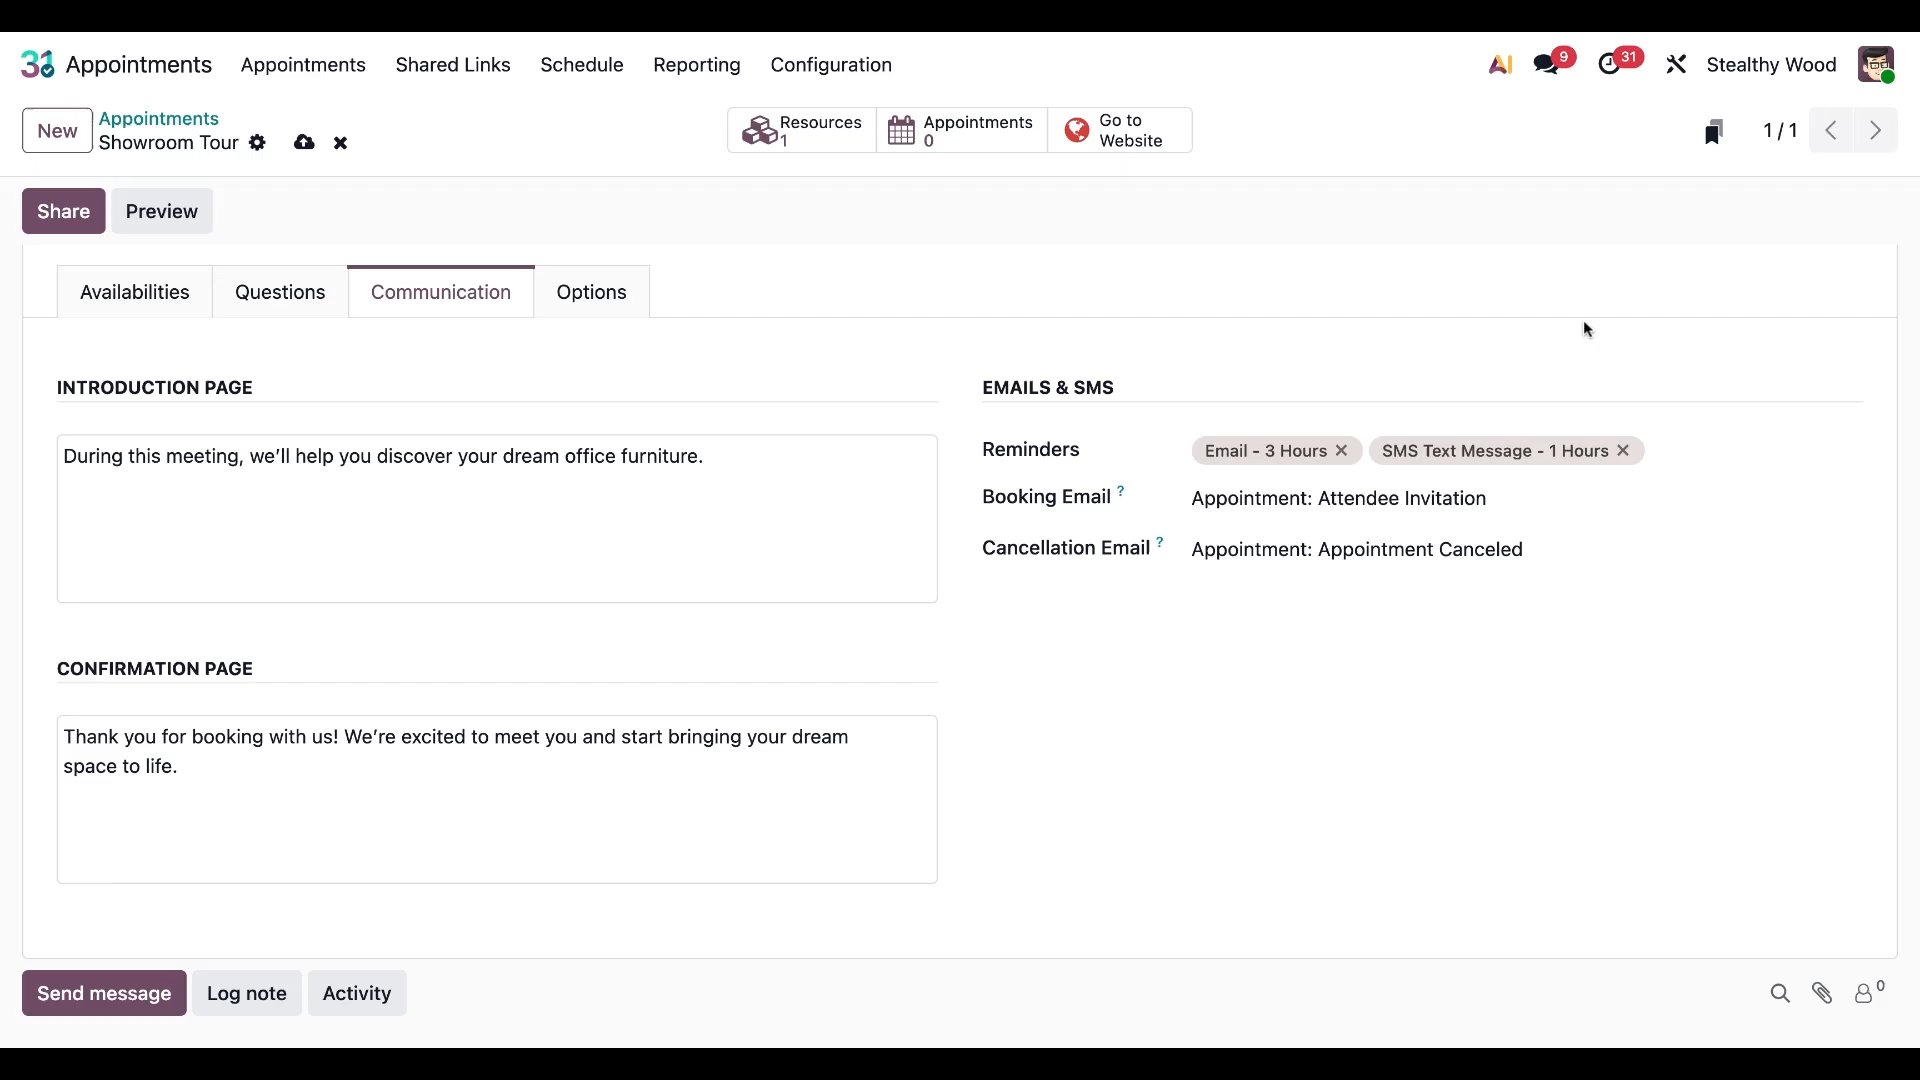 31 Appointments Appointments Shared Links Schedule Reporting Configuration AI 9 31 Stealthy Wood
New Appointments
Showroom Tour
Resources 1 Appointments 0 Go to Website
1 / 1
Share Preview
Availabilities Questions Communication Options
INTRODUCTION PAGE
During this meeting, we'll help you discover your dream office furniture.
CONFIRMATION PAGE
Thank you for booking with us! We're excited to meet you and start bringing your dream
space to life.
EMAILS & SMS
Reminders Email - 3 Hours SMS Text Message - 1 Hours
Booking Email ? Appointment: Attendee Invitation
Cancellation Email ? Appointment: Appointment Canceled
Send message Log note Activity 0